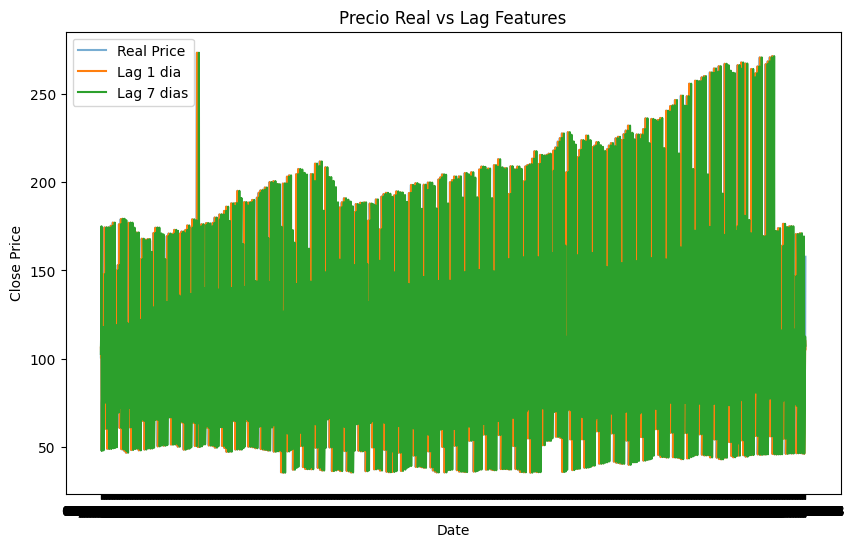 Precio Real vs Lag Features
Real Price
Lag 1 dia
Lag 7 dias
250
200
150
100
50
Close Price
Date